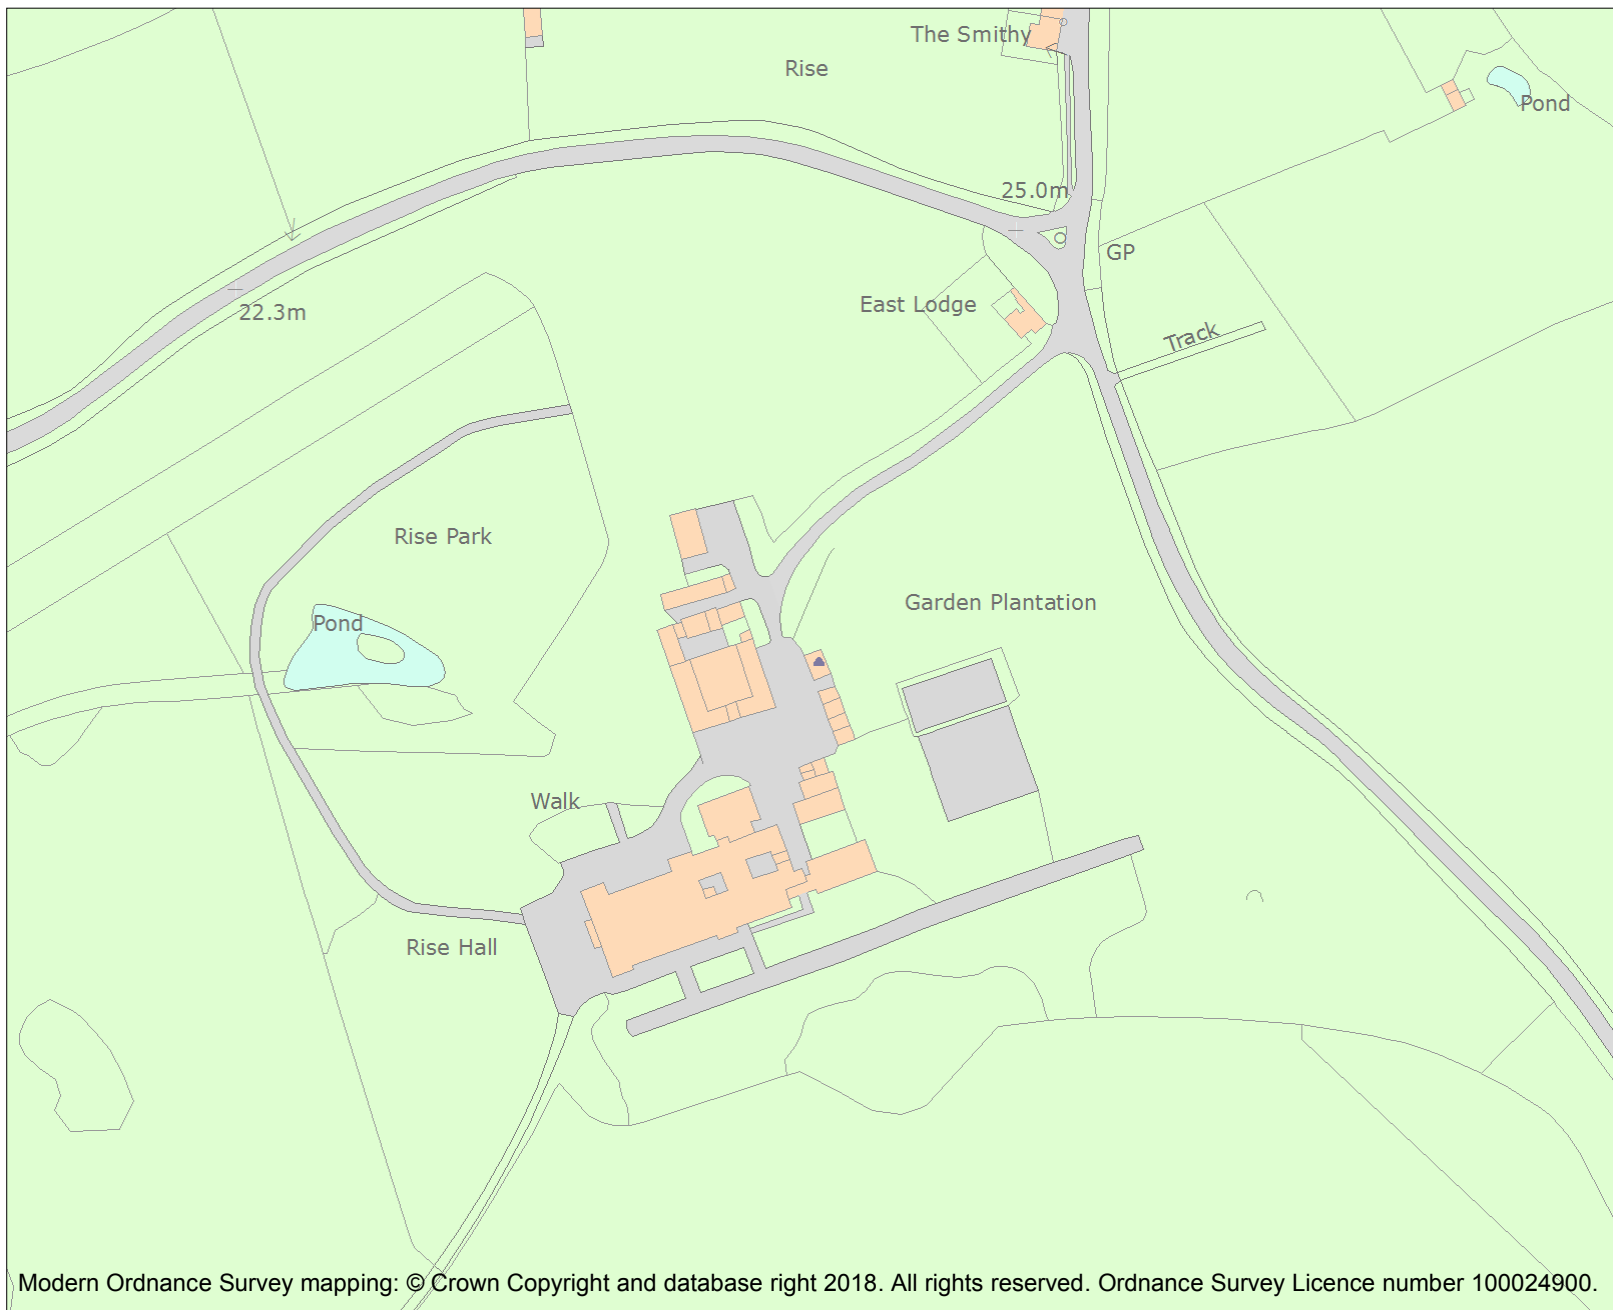 The Smithy
Rise
Pond
25.0m
GP
East Lodge
22.3m
Track
Rise Park
Garden Plantation
Pond
Walk
Rise Hall
Modern Ordnance Survey mapping: © Crown Copyright and database right 2018. All rights reserved. Ordnance Survey Licence number 100024900.